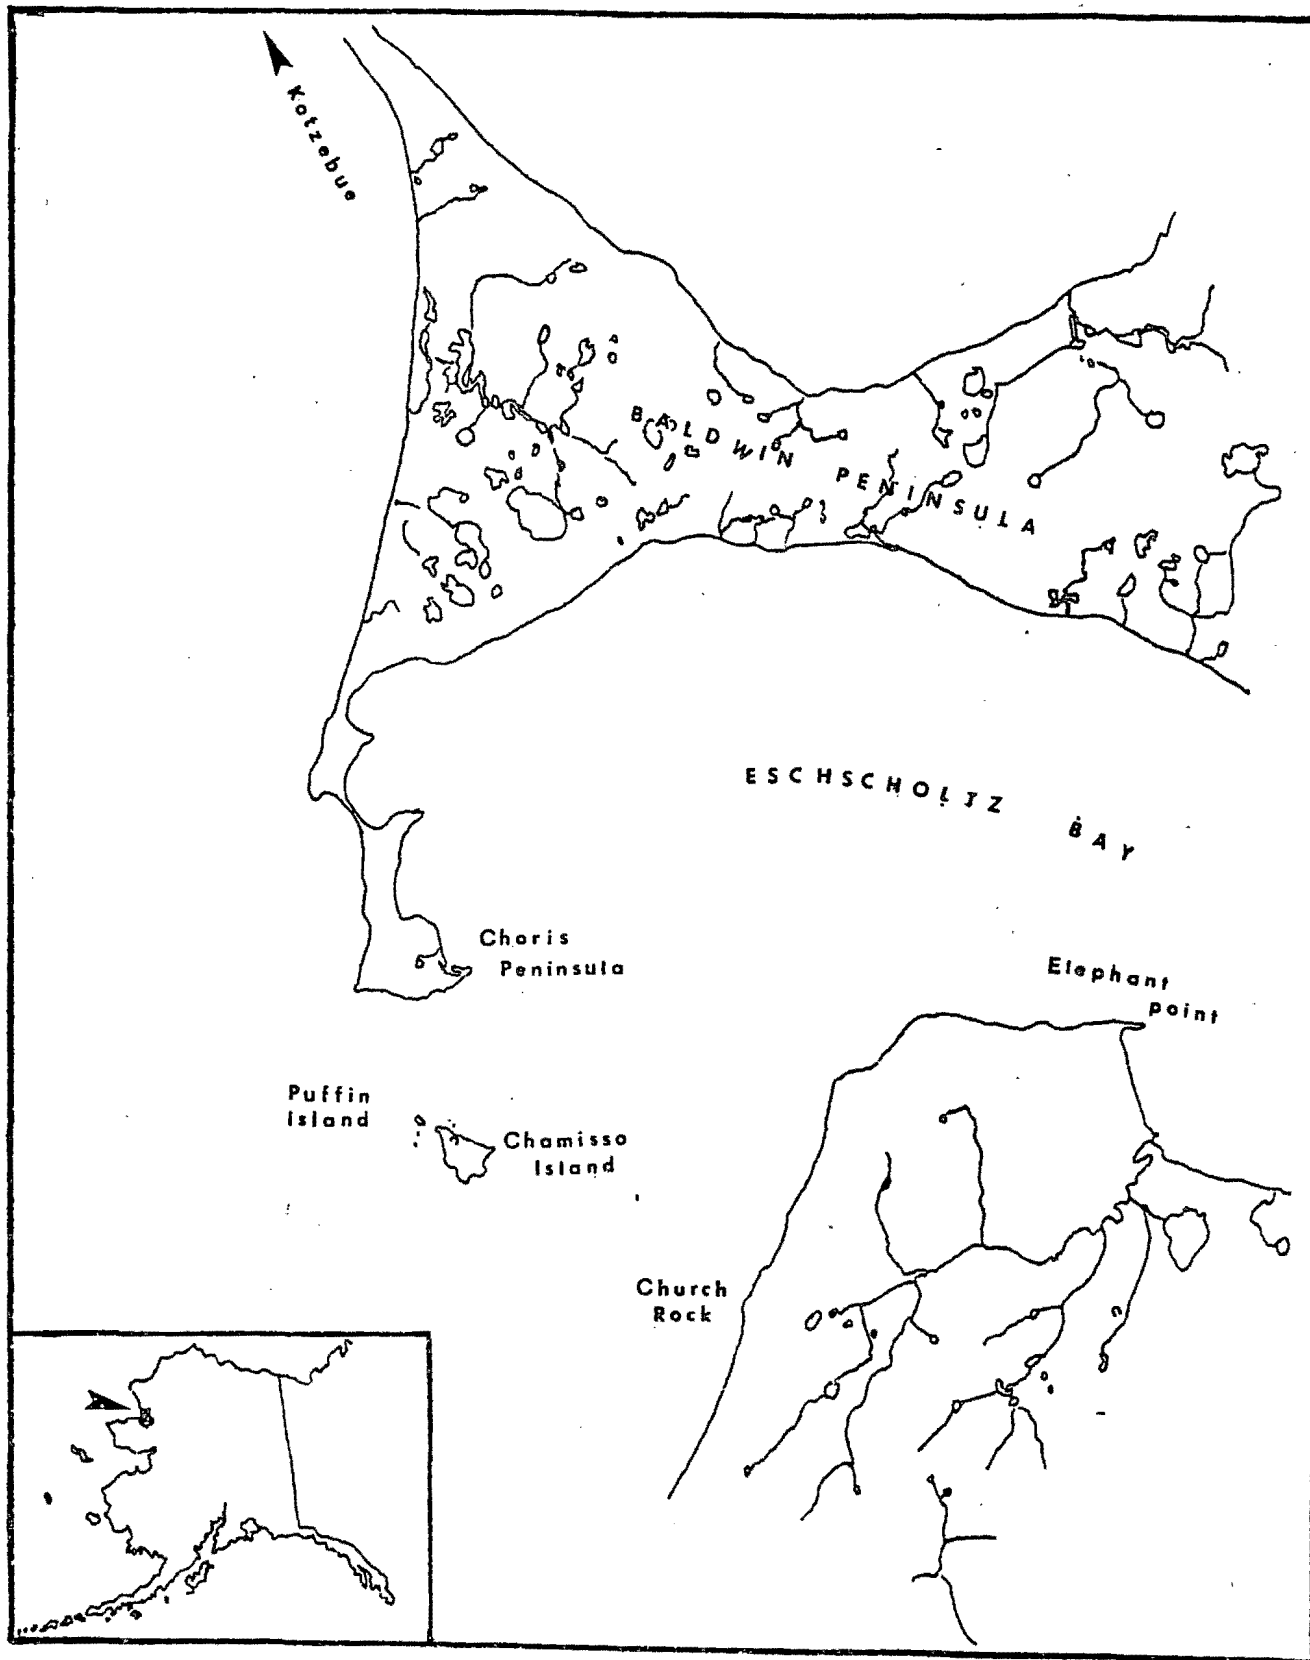 Kotzebue
BALDWIN PENINSULA
ESCHSCHOLTZ BAY
Choris
Peninsula
Elephant
point
Puffin
island
Chamisso
Island
Church
Rock